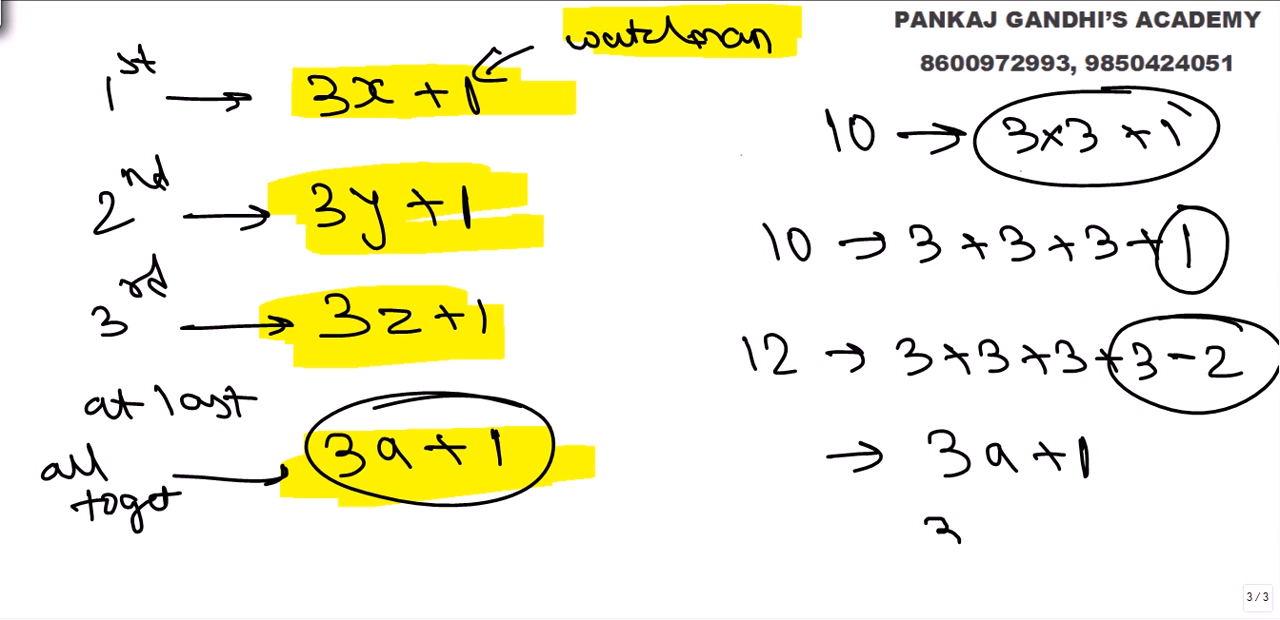 PANKAJ GANDHI'S ACADEMY
8600972993, 9850424051
watchman
1st → 3x+1
2nd → 3y+1
3rd → 3z+1
at last
all
toget → 3a+1
10 → 3×3+1
10 → 3+3+3+1
12 → 3+3+3+3-2
→ 3a+1
3
3 / 3